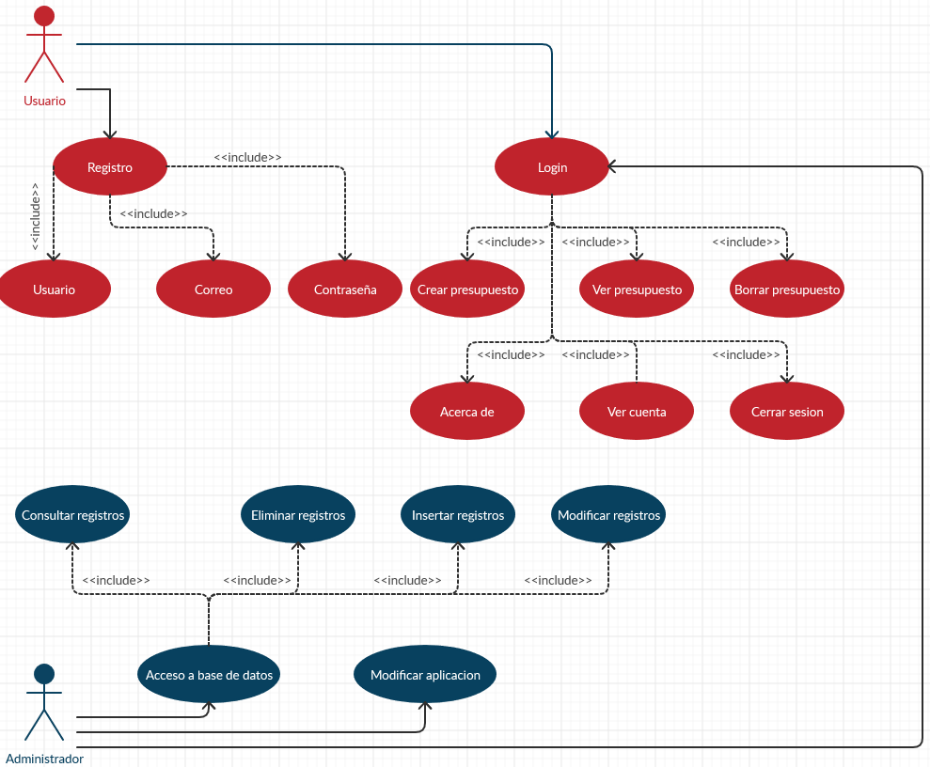 Usuario
<<include>>
Registro
Login
<<include>>
<<include>>
<<include>>
<<include>>
<<include>>
Usuario
Correo
Contraseña
Crear presupuesto
Ver presupuesto
Borrar presupuesto
<<include>>
<<include>>
<<include>>
Acerca de
Ver cuenta
Cerrar sesion
Consultar registros
Eliminar registros
Insertar registros
Modificar registros
<<include>>
<<include>>
<<include>>
<<include>>
Acceso a base de datos
Modificar aplicacion
Administrador